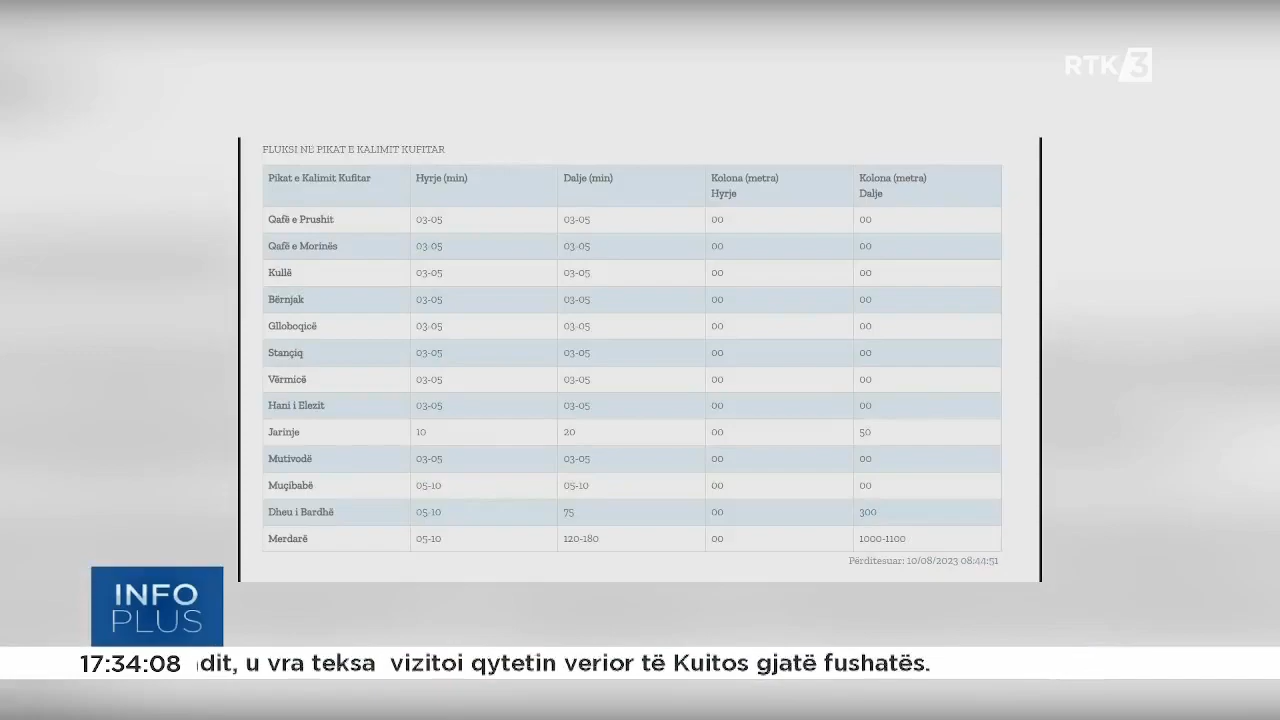 RTK 3
FLUKSI NË PIKAT E KALIMIT KUFITAR
Pikat e Kalimit Kufitar Hyrje (min) Dalje (min) Kolona (metra) Hyrje Kolona (metra) Dalje
Qafë e Prushit 03-05 03-05 00 00
Qafë e Morinës 03-05 03-05 00 00
Kullë 03-05 03-05 00 00
Bërnjak 03-05 03-05 00 00
Glloboqicë 03-05 03-05 00 00
Stançiq 03-05 03-05 00 00
Vërmicë 03-05 03-05 00 00
Hani i Elezit 03-05 03-05 00 00
Jarinje 10 20 00 50
Mutivodë 03-05 03-05 00 00
Muçibabë 05-10 05-10 00 00
Dheu i Bardhë 05-10 75 00 300
Merdarë 05-10 120-180 00 1000-1100
Përditesuar: 10/08/2023 08:44:51
INFO
PLUS
17:34:08 dit, u vra teksa vizitoi qytetin verior të Kuitos gjatë fushatës.